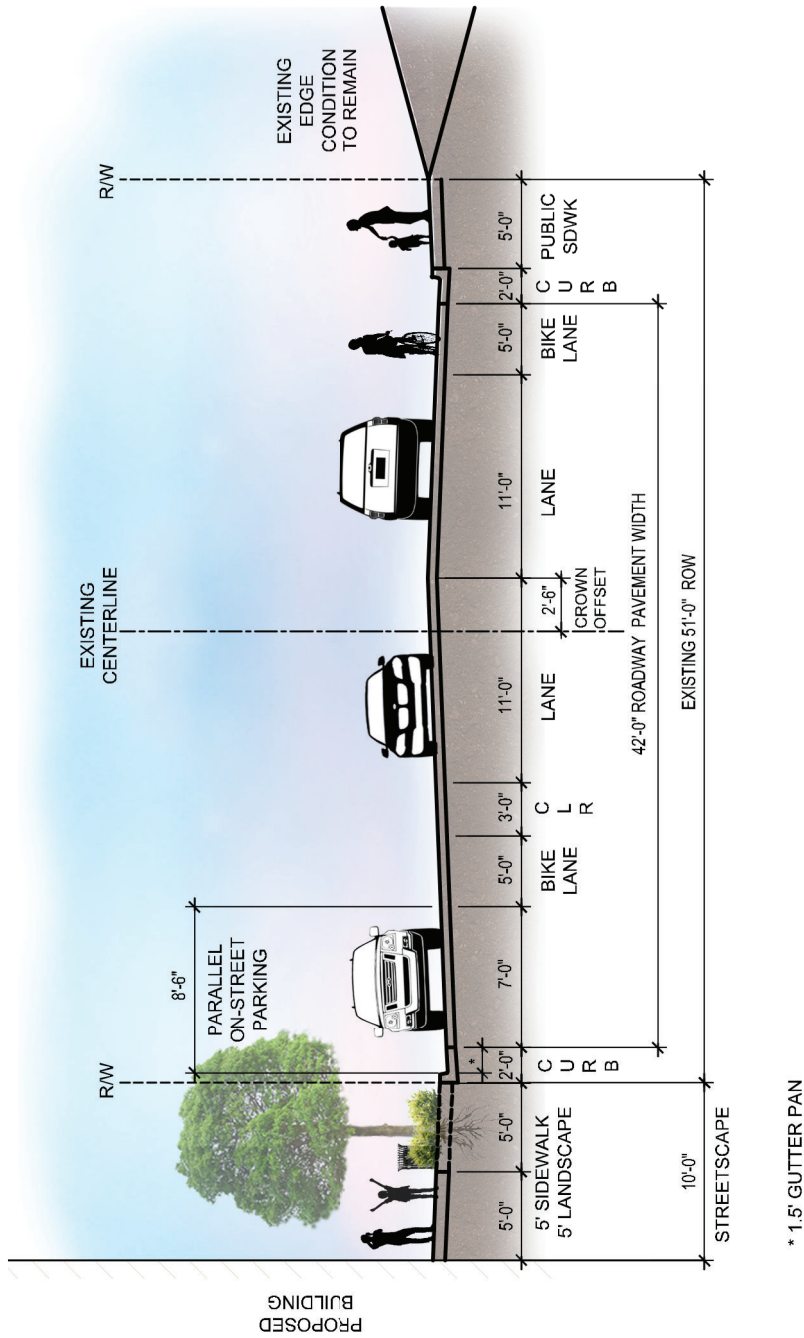 PROPOSED
BUILDING
R/W
EXISTING
CENTERLINE
R/W
EXISTING
EDGE
CONDITION
TO REMAIN
8'-6"
PARALLEL
ON-STREET
PARKING
5'-0"
5'-0"
*
2'-0"
7'-0"
5'-0"
3'-0"
11'-0"
2'-6"
11'-0"
5'-0"
2'-0"
5'-0"
5' SIDEWALK
5' LANDSCAPE
C
U
R
B
BIKE
LANE
C
L
R
LANE
CROWN
OFFSET
LANE
BIKE
LANE
C
U
R
B
PUBLIC
SDWK
42'-0" ROADWAY PAVEMENT WIDTH
10'-0"
EXISTING 51'-0" ROW
STREETSCAPE
* 1.5' GUTTER PAN